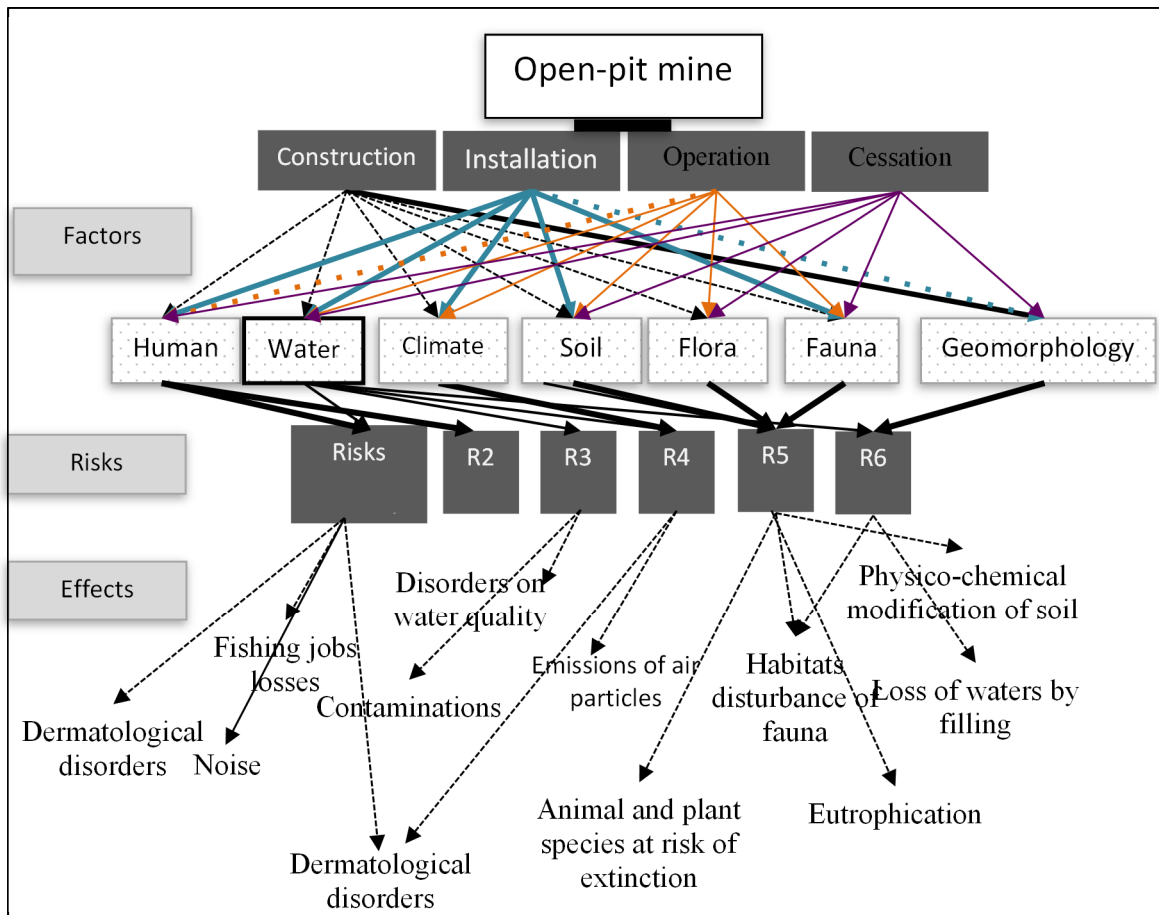 Open-pit mine
Construction
Installation
Operation
Cessation
Factors
Human
Water
Climate
Soil
Flora
Fauna
Geomorphology
Risks
Risks
R2
R3
R4
R5
R6
Effects
Disorders on
water quality
Physico-chemical
modification of soil
Fishing jobs
losses
Emissions of air
particles
Habitats
disturbance of
fauna
Contaminations
Loss of waters by
filling
Dermatological
disorders
Noise
Animal and plant
species at risk of
extinction
Eutrophication
Dermatological
disorders